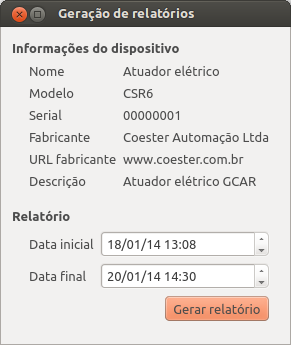 Geração de relatórios
Informações do dispositivo
Nome Atuador elétrico
Modelo CSR6
Serial 00000001
Fabricante Coester Automação Ltda
URL fabricante www.coester.com.br
Descrição Atuador elétrico GCAR
Relatório
Data inicial 18/01/14 13:08
Data final 20/01/14 14:30
Gerar relatório